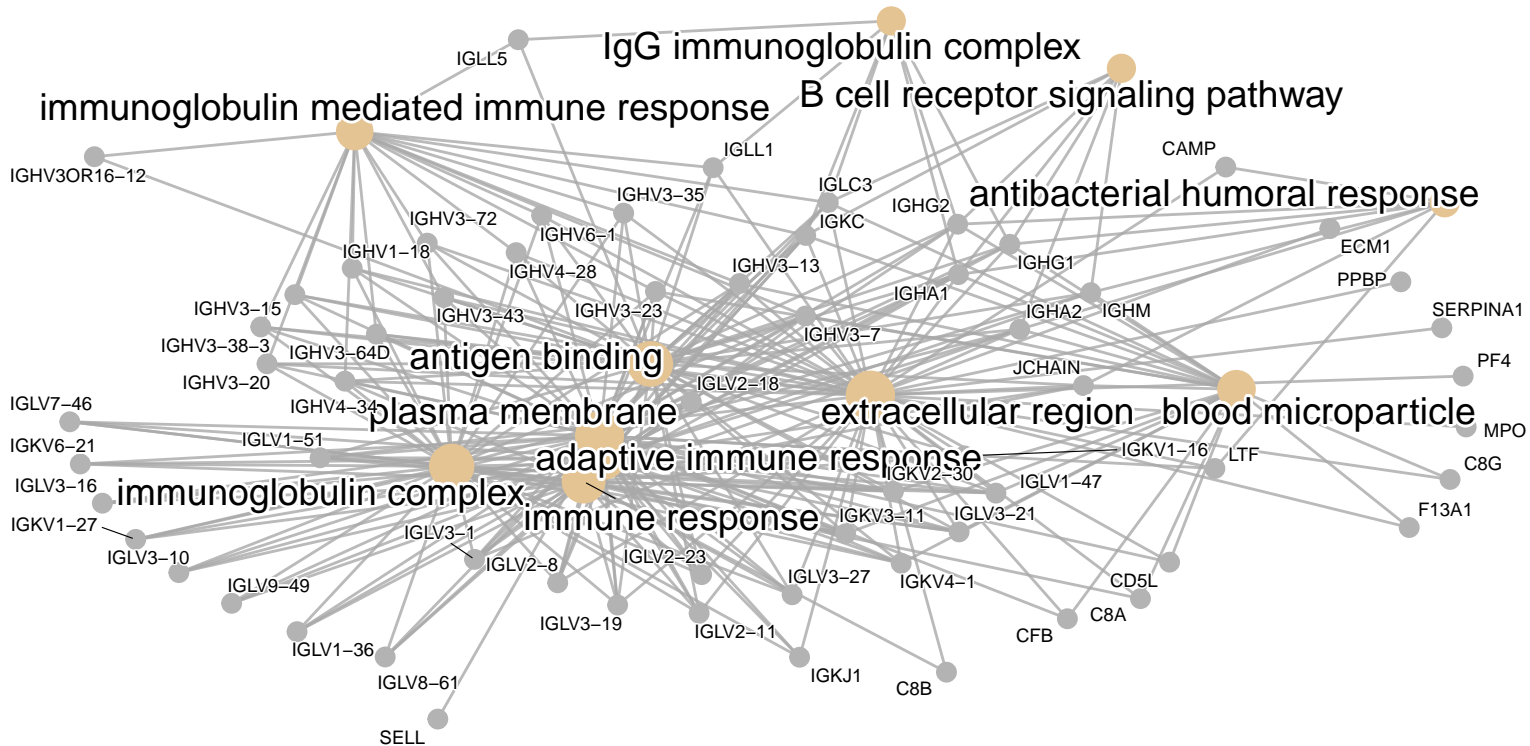 IgG immunoglobulin complex
IGLL5
B cell receptor signaling pathway
immunoglobulin mediated immune response
CAMP
IGLL1
IGHV3OR16−12
IGLC3
antibacterial humoral response
IGHV3−35
IGHG2
IGHV3−72
IGKC
IGHV6−1
ECM1
IGHV1−18
IGHG1
IGHV3−13
IGHV4−28
PPBP
IGHA1
IGHV3−15
IGHV3−43
IGHV3−23
IGHA2
IGHM
SERPINA1
IGHV3−7
IGHV3−38−3
IGHV3−64D
antigen binding
PF4
JCHAIN
IGHV3−20
IGLV2−18
IGLV7−46
IGHV4−34
plasma membrane
extracellular region
blood microparticle
MPO
IGKV6−21
IGLV1−51
IGKV1−16
LTF
adaptive immune response
C8G
IGKV2−30
IGLV3−16
IGLV1−47
immunoglobulin complex
F13A1
IGKV1−27
immune response
IGKV3−11
IGLV3−21
IGLV3−1
IGLV3−10
IGLV2−8
IGLV2−23
IGLV3−27
IGKV4−1
CD5L
IGLV9−49
C8A
IGLV3−19
IGLV2−11
CFB
IGLV1−36
IGKJ1
IGLV8−61
C8B
SELL